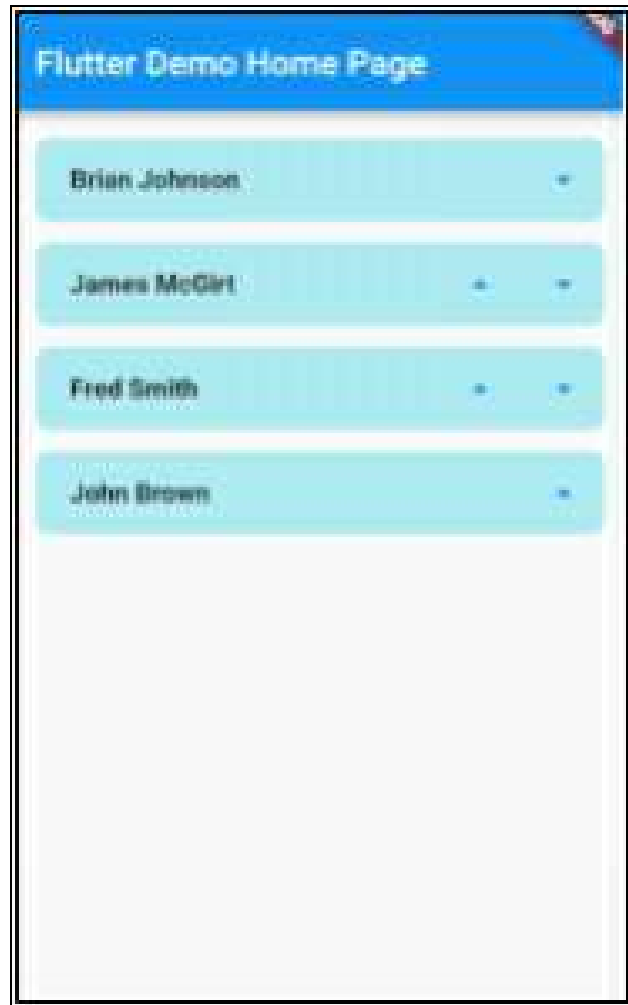 Flutter Demo Home Page
Brian Johnson
James McGirt
Fred Smith
John Brown